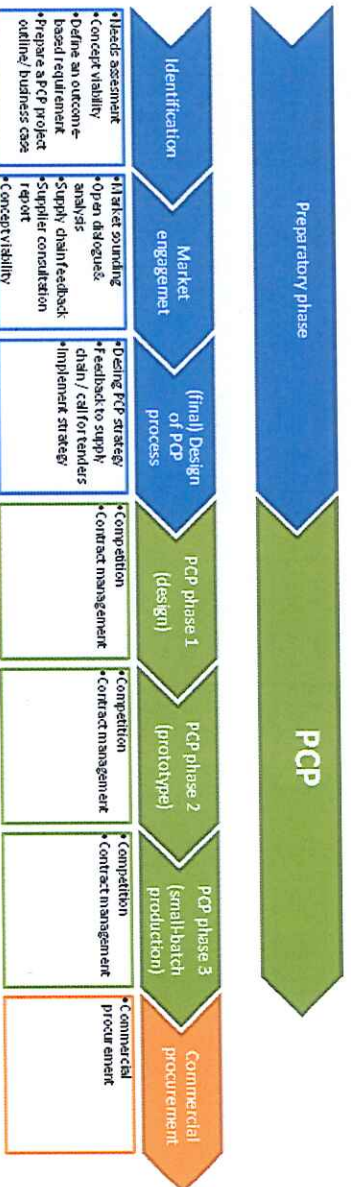 Preparatory phase
PCP
Identification
Market
engagemet
(final) Design
of PCP
process
PCP phase 1
(design)
PCP phase 2
(prototype)
PCP phase 3
(small-batch
production)
Commercial
procurement
•Needs assesment
•Concept viability
•Define an outcome-
based requirement
•Prepare a PCP project
outline/ business case
•Market sounding
•Open dialogue&
analysis
•Supply chain feedback
•Supplier consultation
report
•Concept viability
•Desling PCP strategy
•Feedback to supply
chain / call for tenders
•Implement strategy
•Competition
•Contract management
•Competition
•Contract management
•Competition
•Contract management
•Commercial
procurement